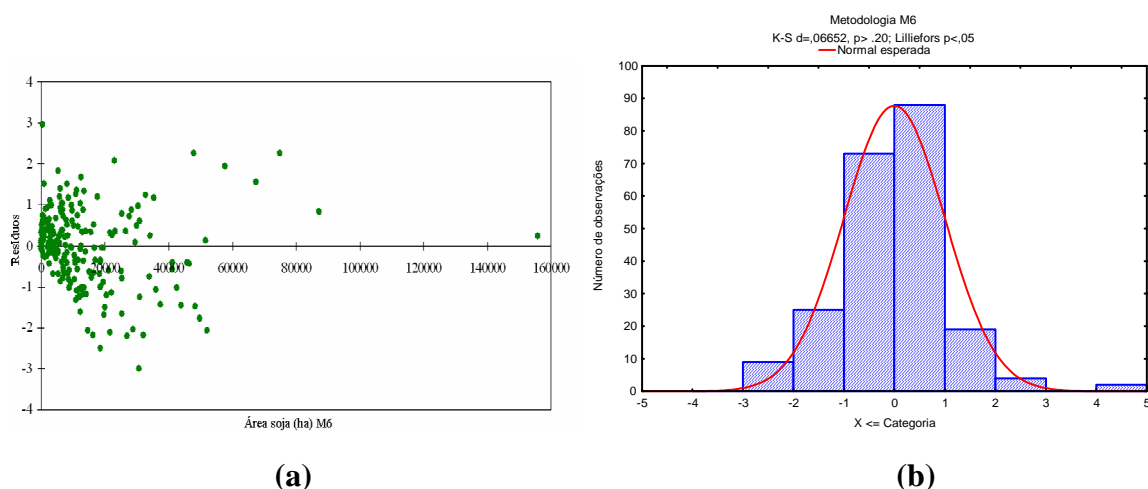 4
3
2
1
0
-1
-2
-3
-4
Resíduos
0 20000 40000 60000 80000 100000 120000 140000 160000
Área soja (ha) M6
(a)
Metodologia M6
K-S d=,06652, p> .20; Lilliefors p<,05
Normal esperada
100
90
80
70
60
50
40
30
20
10
0
Número de observações
-5 -4 -3 -2 -1 0 1 2 3 4 5
X <= Categoria
(b)